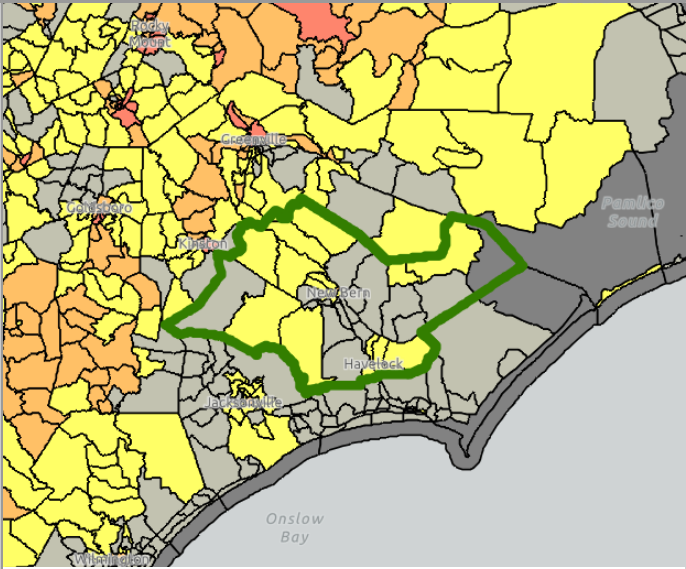 Rocky
Mount
Greenville
Pamlico
Sound
Goldsboro
Kinston
New Bern
Havelock
Jacksonville
Onslow
Bay
Wilmington